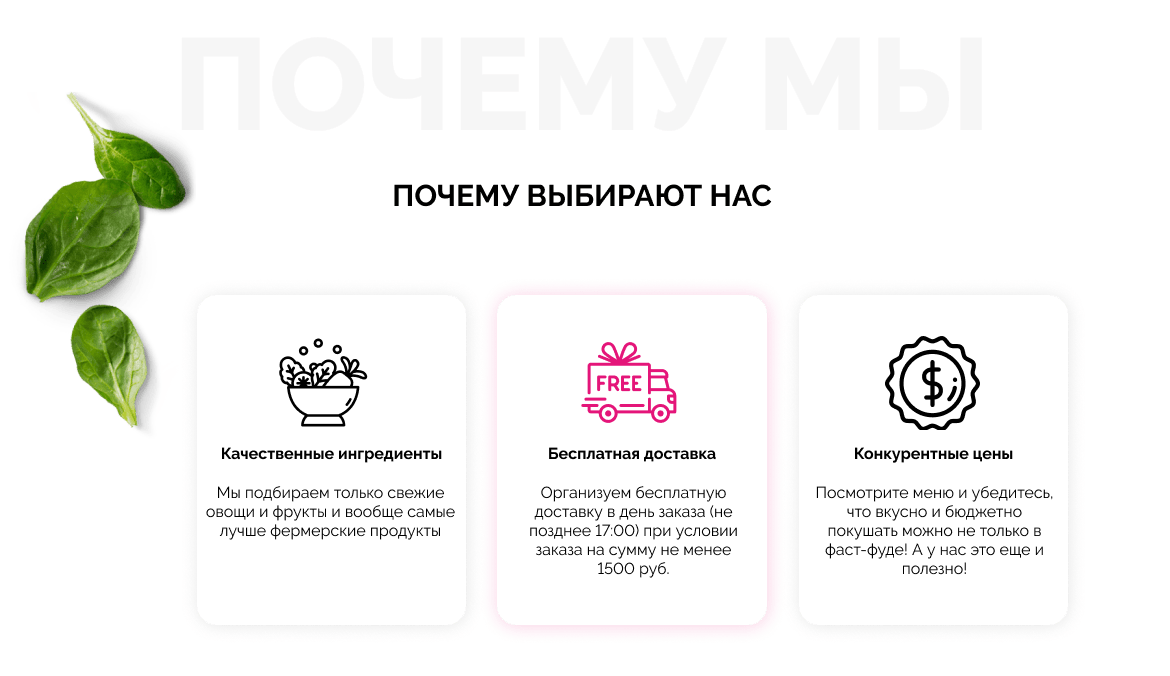 ПОЧЕМУ МЫ
ПОЧЕМУ ВЫБИРАЮТ НАС
FREE
$
Качественные ингредиенты
Мы подбираем только свежие
овощи и фрукты и вообще самые
лучше фермерские продукты
Бесплатная доставка
Организуем бесплатную
доставку в день заказа (не
позднее 17:00) при условии
заказа на сумму не менее
1500 руб.
Конкурентные цены
Посмотрите меню и убедитесь,
что вкусно и бюджетно
покушать можно не только в
фаст-фуде! А у нас это еще и
полезно!